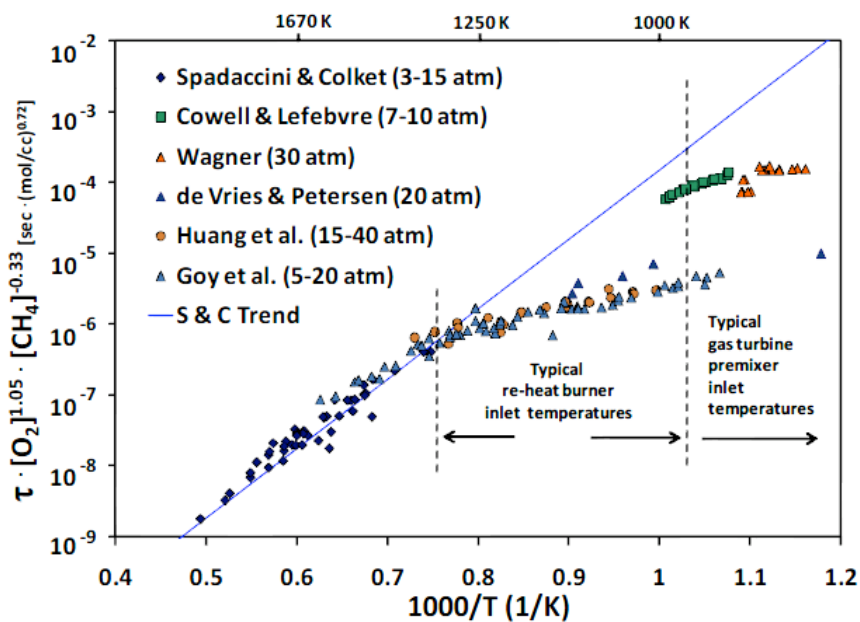 1670 K 1250 K 1000 K
10-2
10-3
10-4
10-5
10-6
10-7
10-8
10-9
τ · [O2]1.05 · [CH4]-0.33 [sec · (mol/cc)0.72]
Spadaccini & Colket (3-15 atm)
Cowell & Lefebvre (7-10 atm)
Wagner (30 atm)
de Vries & Petersen (20 atm)
Huang et al. (15-40 atm)
Goy et al. (5-20 atm)
S & C Trend
Typical
re-heat burner
inlet temperatures
Typical
gas turbine
premixer
inlet
temperatures
0.4 0.5 0.6 0.7 0.8 0.9 1 1.1 1.2
1000/T (1/K)